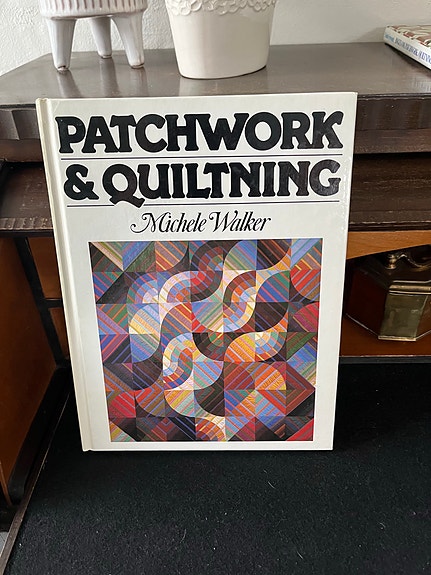 PATCHWORK
& QUILTNING
Michele Walker